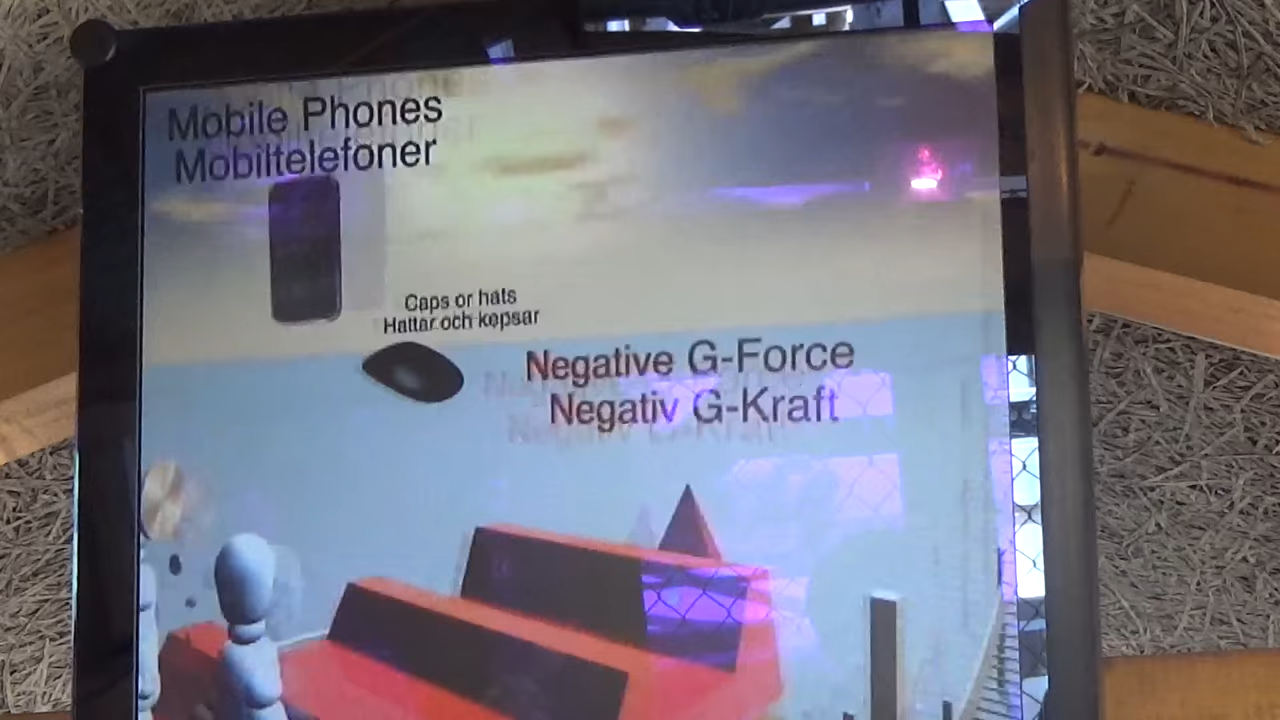 Mobile Phones
Mobiltelefoner
Caps or hats
Hattar och kepsar
Negative G-Force
Negativ G-Kraft